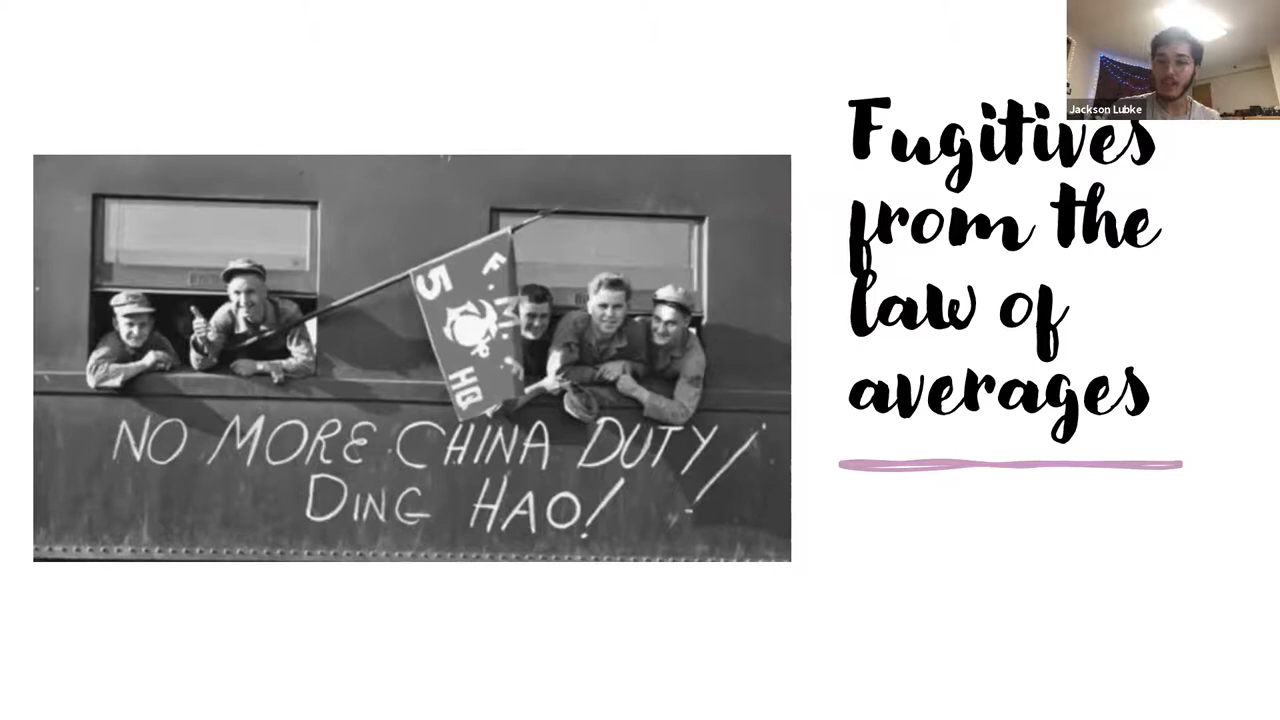 Jackson Lubke
Fugitives
from the
law of
averages
F.M.F.
5
HQ
NO MORE CHINA DUTY!
DING HAO!